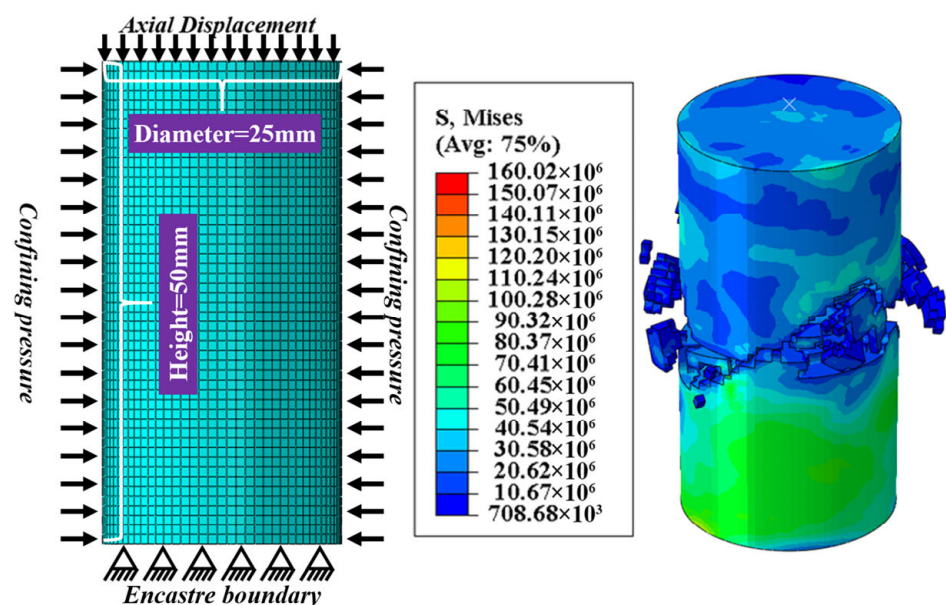 Axial Displacement
Diameter=25mm
Height=50mm
Confining pressure
Confining pressure
Encastre boundary
S, Mises
(Avg: 75%)
160.02×10⁶
150.07×10⁶
140.11×10⁶
130.15×10⁶
120.20×10⁶
110.24×10⁶
100.28×10⁶
90.32×10⁶
80.37×10⁶
70.41×10⁶
60.45×10⁶
50.49×10⁶
40.54×10⁶
30.58×10⁶
20.62×10⁶
10.67×10⁶
708.68×10³